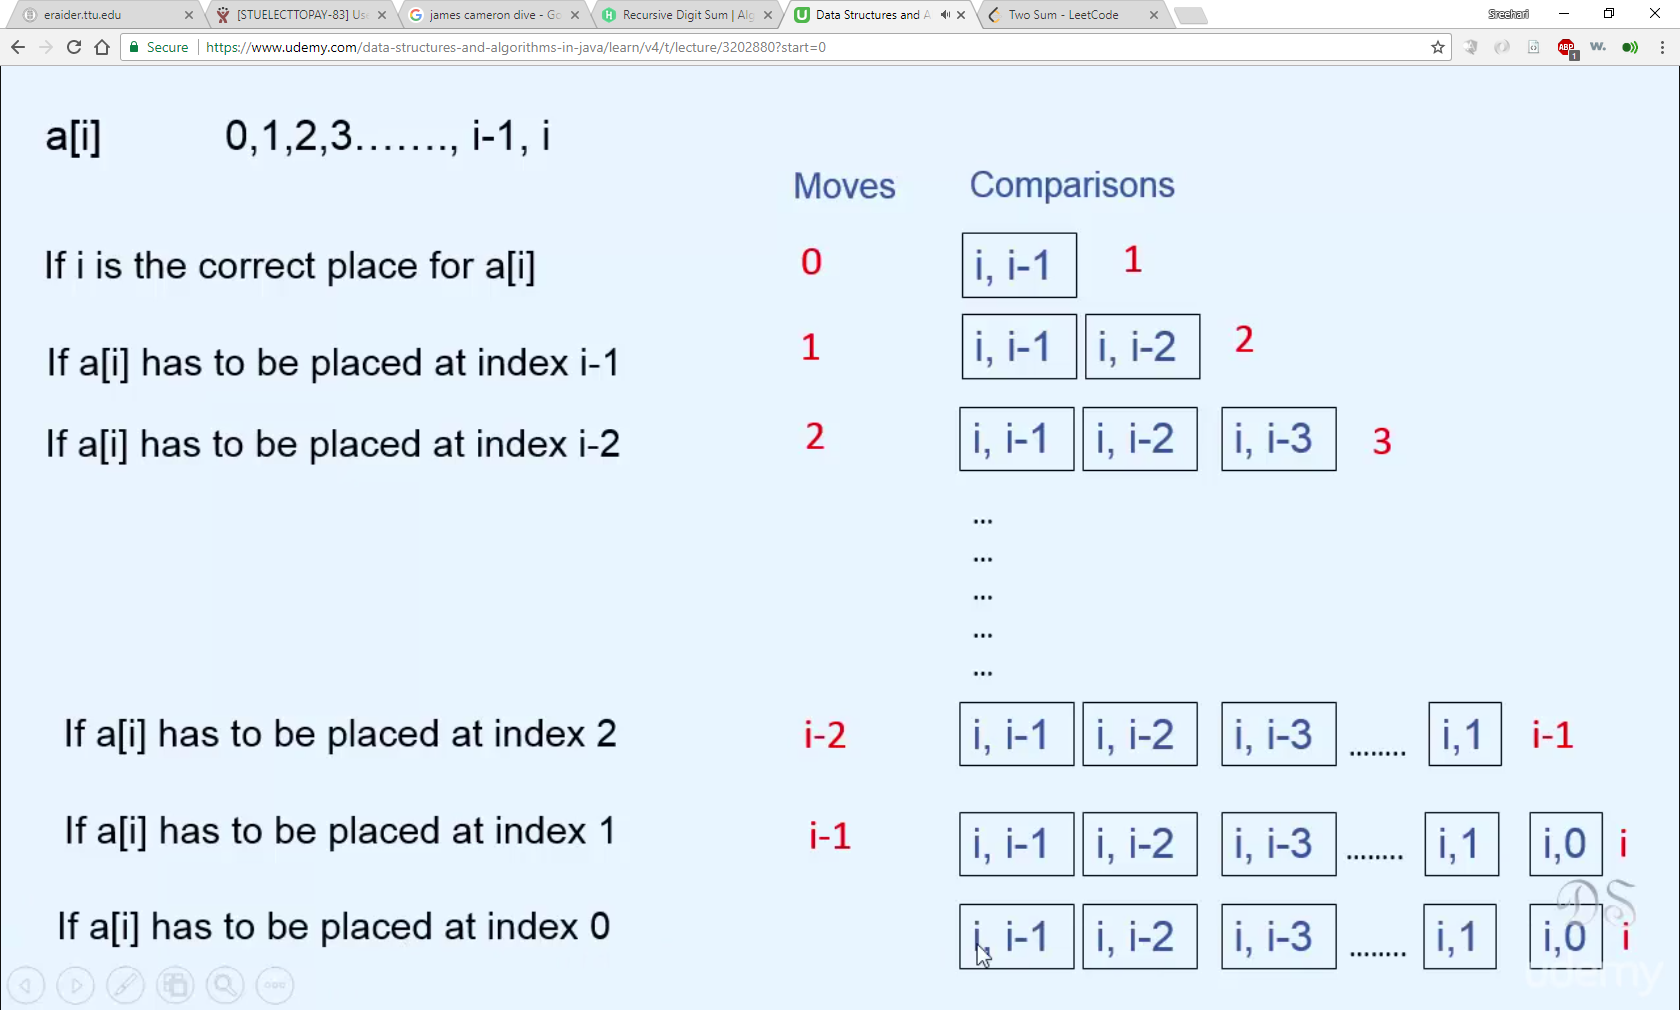 eraider.ttu.edu
[STUELECTTOPAY-83] Us
james cameron dive - Go
Recursive Digit Sum | Alg
Data Structures and A
Two Sum - LeetCode
Sreehari
Secure
https://www.udemy.com/data-structures-and-algorithms-in-java/learn/v4/t/lecture/3202880?start=0
ABP
1
w.
a[i] 0,1,2,3......., i-1, i
Moves Comparisons
If i is the correct place for a[i] 0 i, i-1 1
If a[i] has to be placed at index i-1 1 i, i-1 i, i-2 2
If a[i] has to be placed at index i-2 2 i, i-1 i, i-2 i, i-3 3
...
...
...
...
...
If a[i] has to be placed at index 2 i-2 i, i-1 i, i-2 i, i-3 ........ i,1 i-1
If a[i] has to be placed at index 1 i-1 i, i-1 i, i-2 i, i-3 ........ i,1 i,0 i
If a[i] has to be placed at index 0 i, i-1 i, i-2 i, i-3 ........ i,1 i,0 i
DS
udemy